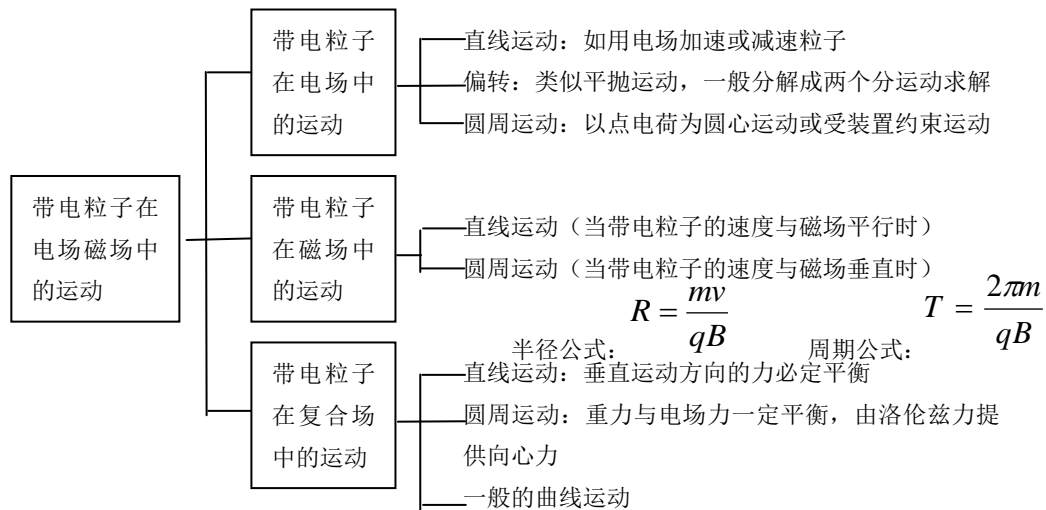 带电粒子在
电场磁场中
的运动
带电粒子
在电场中
的运动
直线运动：如用电场加速或减速粒子
偏转：类似平抛运动，一般分解成两个分运动求解
圆周运动：以点电荷为圆心运动或受装置约束运动
带电粒子
在磁场中
的运动
直线运动（当带电粒子的速度与磁场平行时）
圆周运动（当带电粒子的速度与磁场垂直时）
半径公式： R = mv/qB 周期公式： T = 2πm/qB
带电粒子
在复合场
中的运动
直线运动：垂直运动方向的力必定平衡
圆周运动：重力与电场力一定平衡，由洛伦兹力提
供向心力
一般的曲线运动